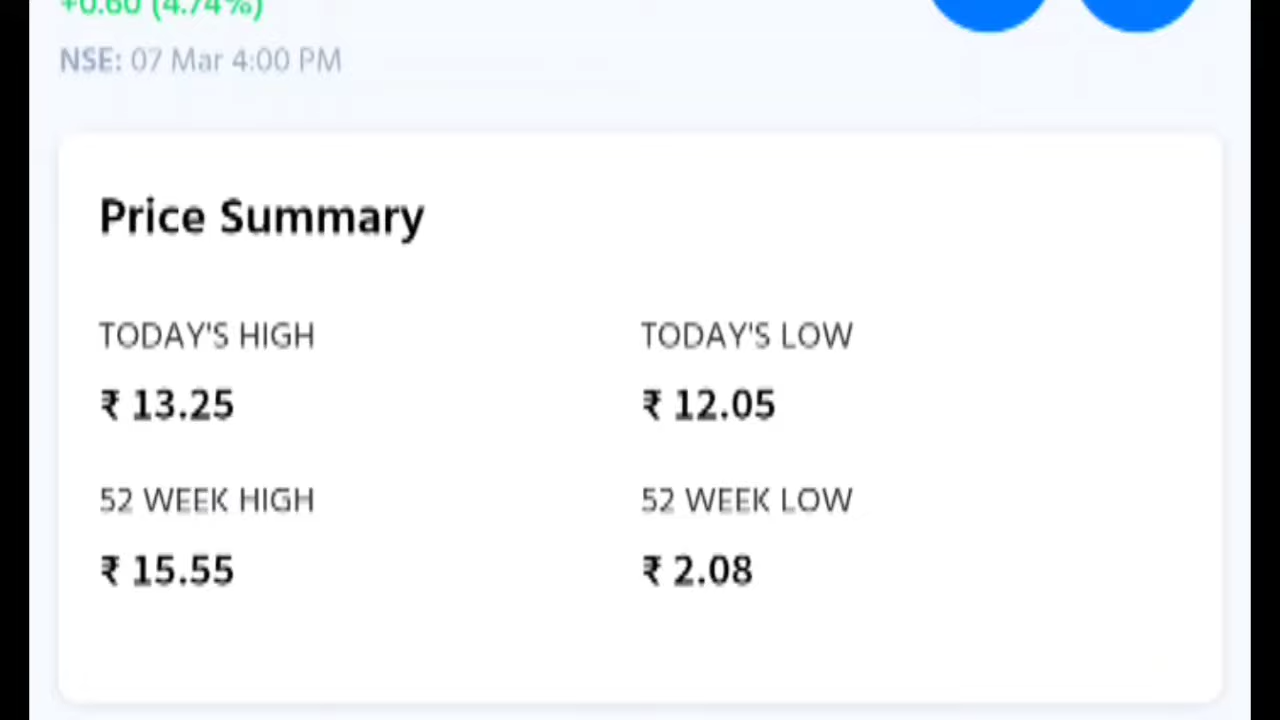 +0.60 (4.74%)
NSE: 07 Mar 4:00 PM
Price Summary
TODAY'S HIGH
TODAY'S LOW
₹ 13.25
₹ 12.05
52 WEEK HIGH
52 WEEK LOW
₹ 15.55
₹ 2.08